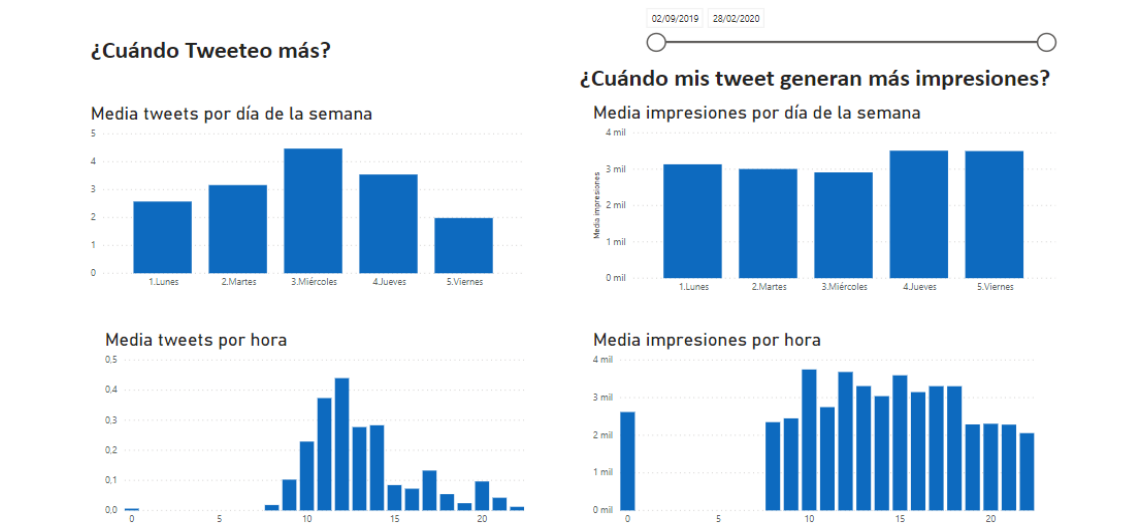 ¿Cuándo Tweeteo más?
02/09/2019 28/02/2020
¿Cuándo mis tweet generan más impresiones?
Media tweets por día de la semana
5
4
3
2
1
0
1.Lunes 2.Martes 3.Miércoles 4.Jueves 5.Viernes
Media impresiones por día de la semana
Media impresiones
4 mil
3 mil
2 mil
1 mil
0 mil
1.Lunes 2.Martes 3.Miércoles 4.Jueves 5.Viernes
Media tweets por hora
0,5
0,4
0,3
0,2
0,1
0,0
0 5 10 15 20
Media impresiones por hora
4 mil
3 mil
2 mil
1 mil
0 mil
0 5 10 15 20